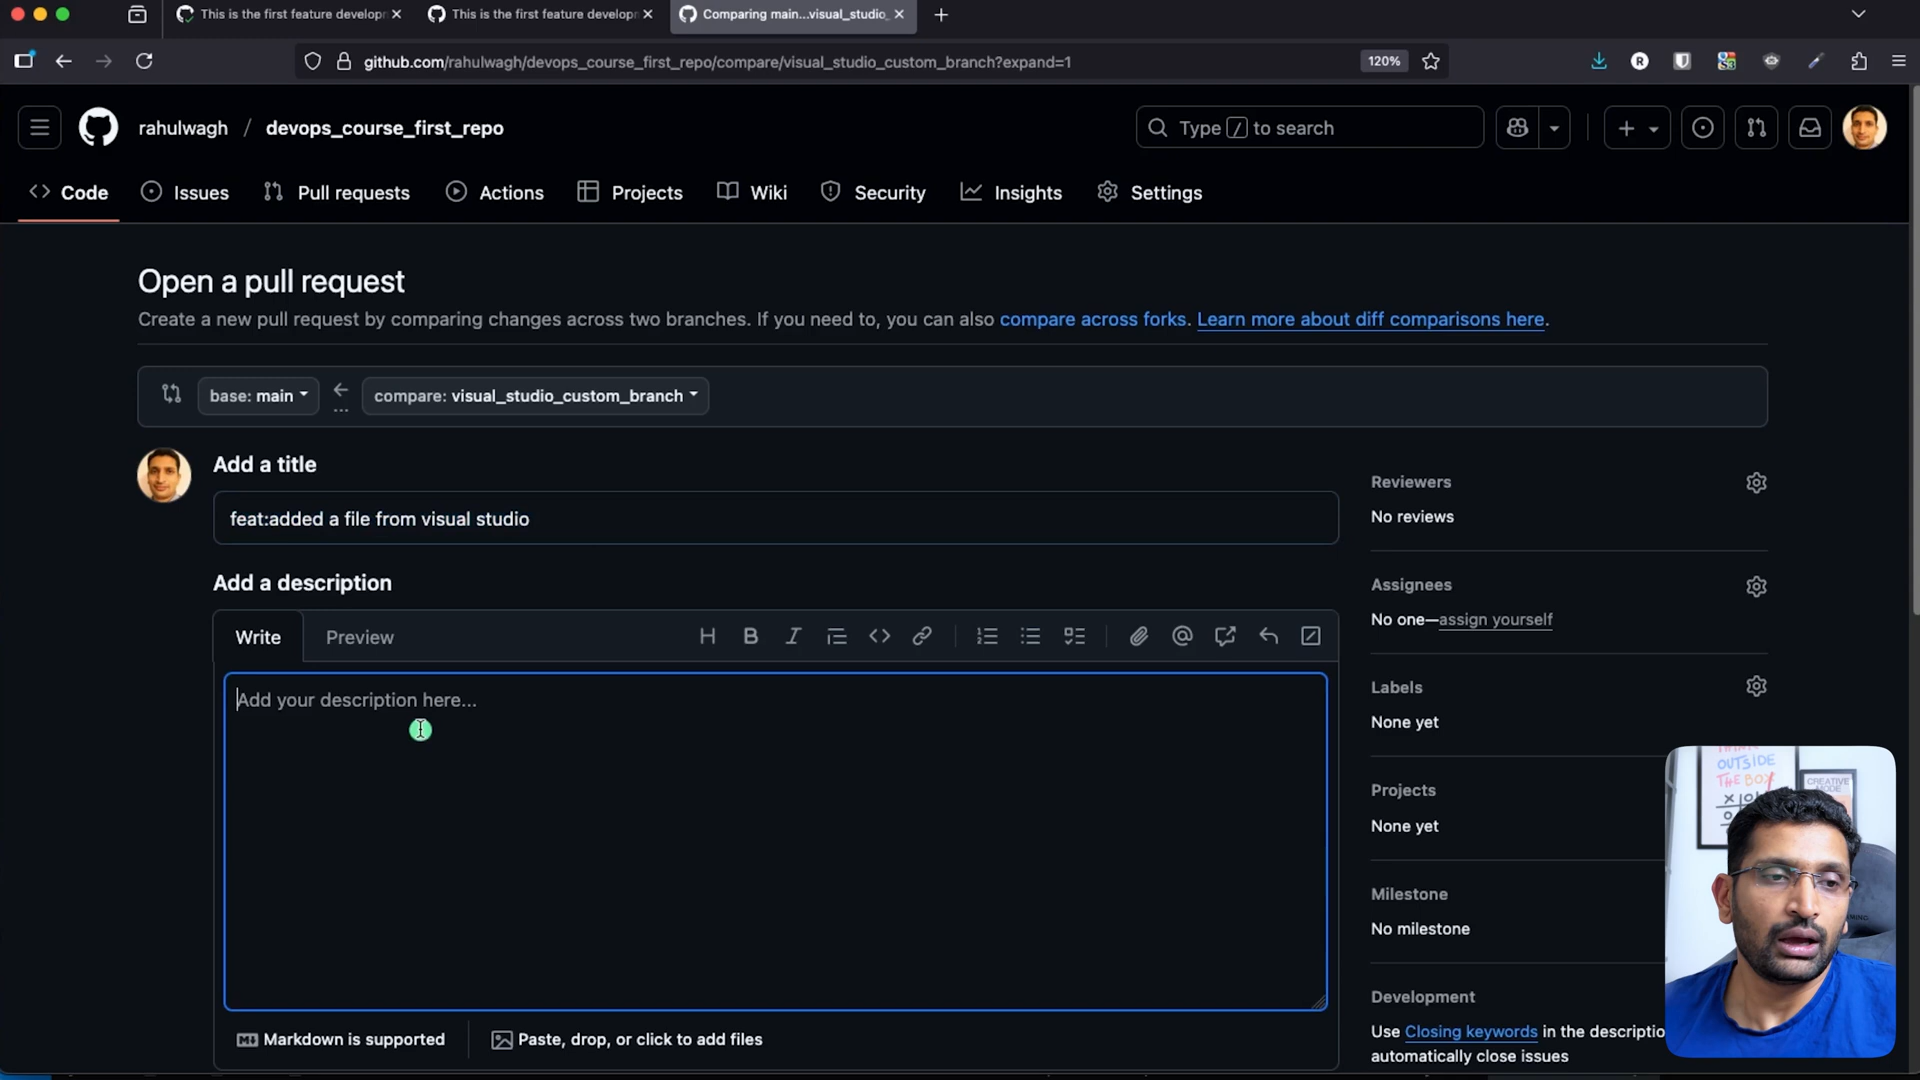 This is the first feature develop
This is the first feature develop
Comparing main...visual_studio_
github.com/rahulwagh/devops_course_first_repo/compare/visual_studio_custom_branch?expand=1
120%
rahulwagh / devops_course_first_repo
Type / to search
Code
Issues
Pull requests
Actions
Projects
Wiki
Security
Insights
Settings
Open a pull request
Create a new pull request by comparing changes across two branches. If you need to, you can also compare across forks. Learn more about diff comparisons here.
base: main
compare: visual_studio_custom_branch
Add a title
feat:added a file from visual studio
Add a description
Write
Preview
Add your description here...
Markdown is supported
Paste, drop, or click to add files
Reviewers
No reviews
Assignees
No one—assign yourself
Labels
None yet
Projects
None yet
Milestone
No milestone
Development
Use Closing keywords in the descriptio
automatically close issues
OUTSIDE
THE BOX
CREATIVE
MODE